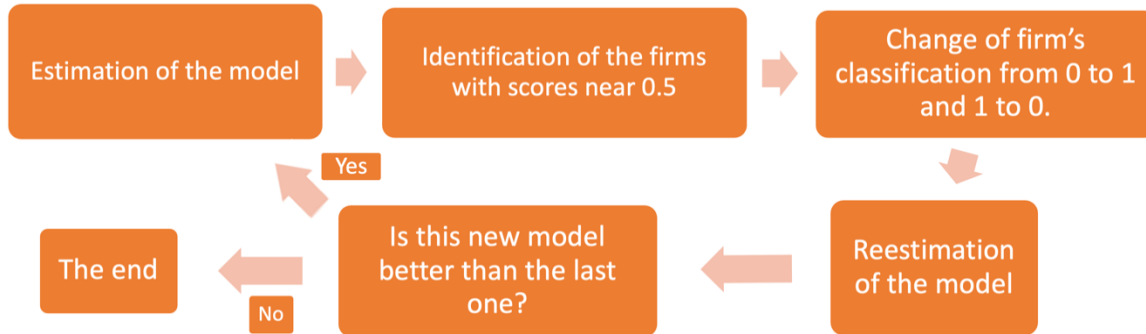 Estimation of the model
Identification of the firms
with scores near 0.5
Change of firm’s
classification from 0 to 1
and 1 to 0.
Reestimation
of the model
Is this new model
better than the last
one?
Yes
No
The end